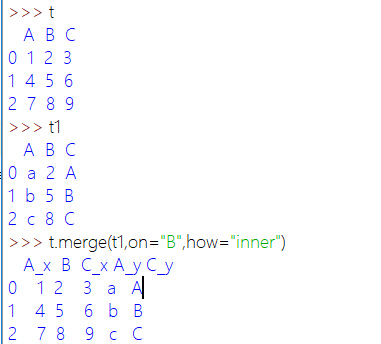 >>> t
A B C
0 1 2 3
1 4 5 6
2 7 8 9
>>> t1
A B C
0 a 2 A
1 b 5 B
2 c 8 C
>>> t.merge(t1,on="B",how="inner")
A_x B C_x A_y C_y
0 1 2 3 a A
1 4 5 6 b B
2 7 8 9 c C